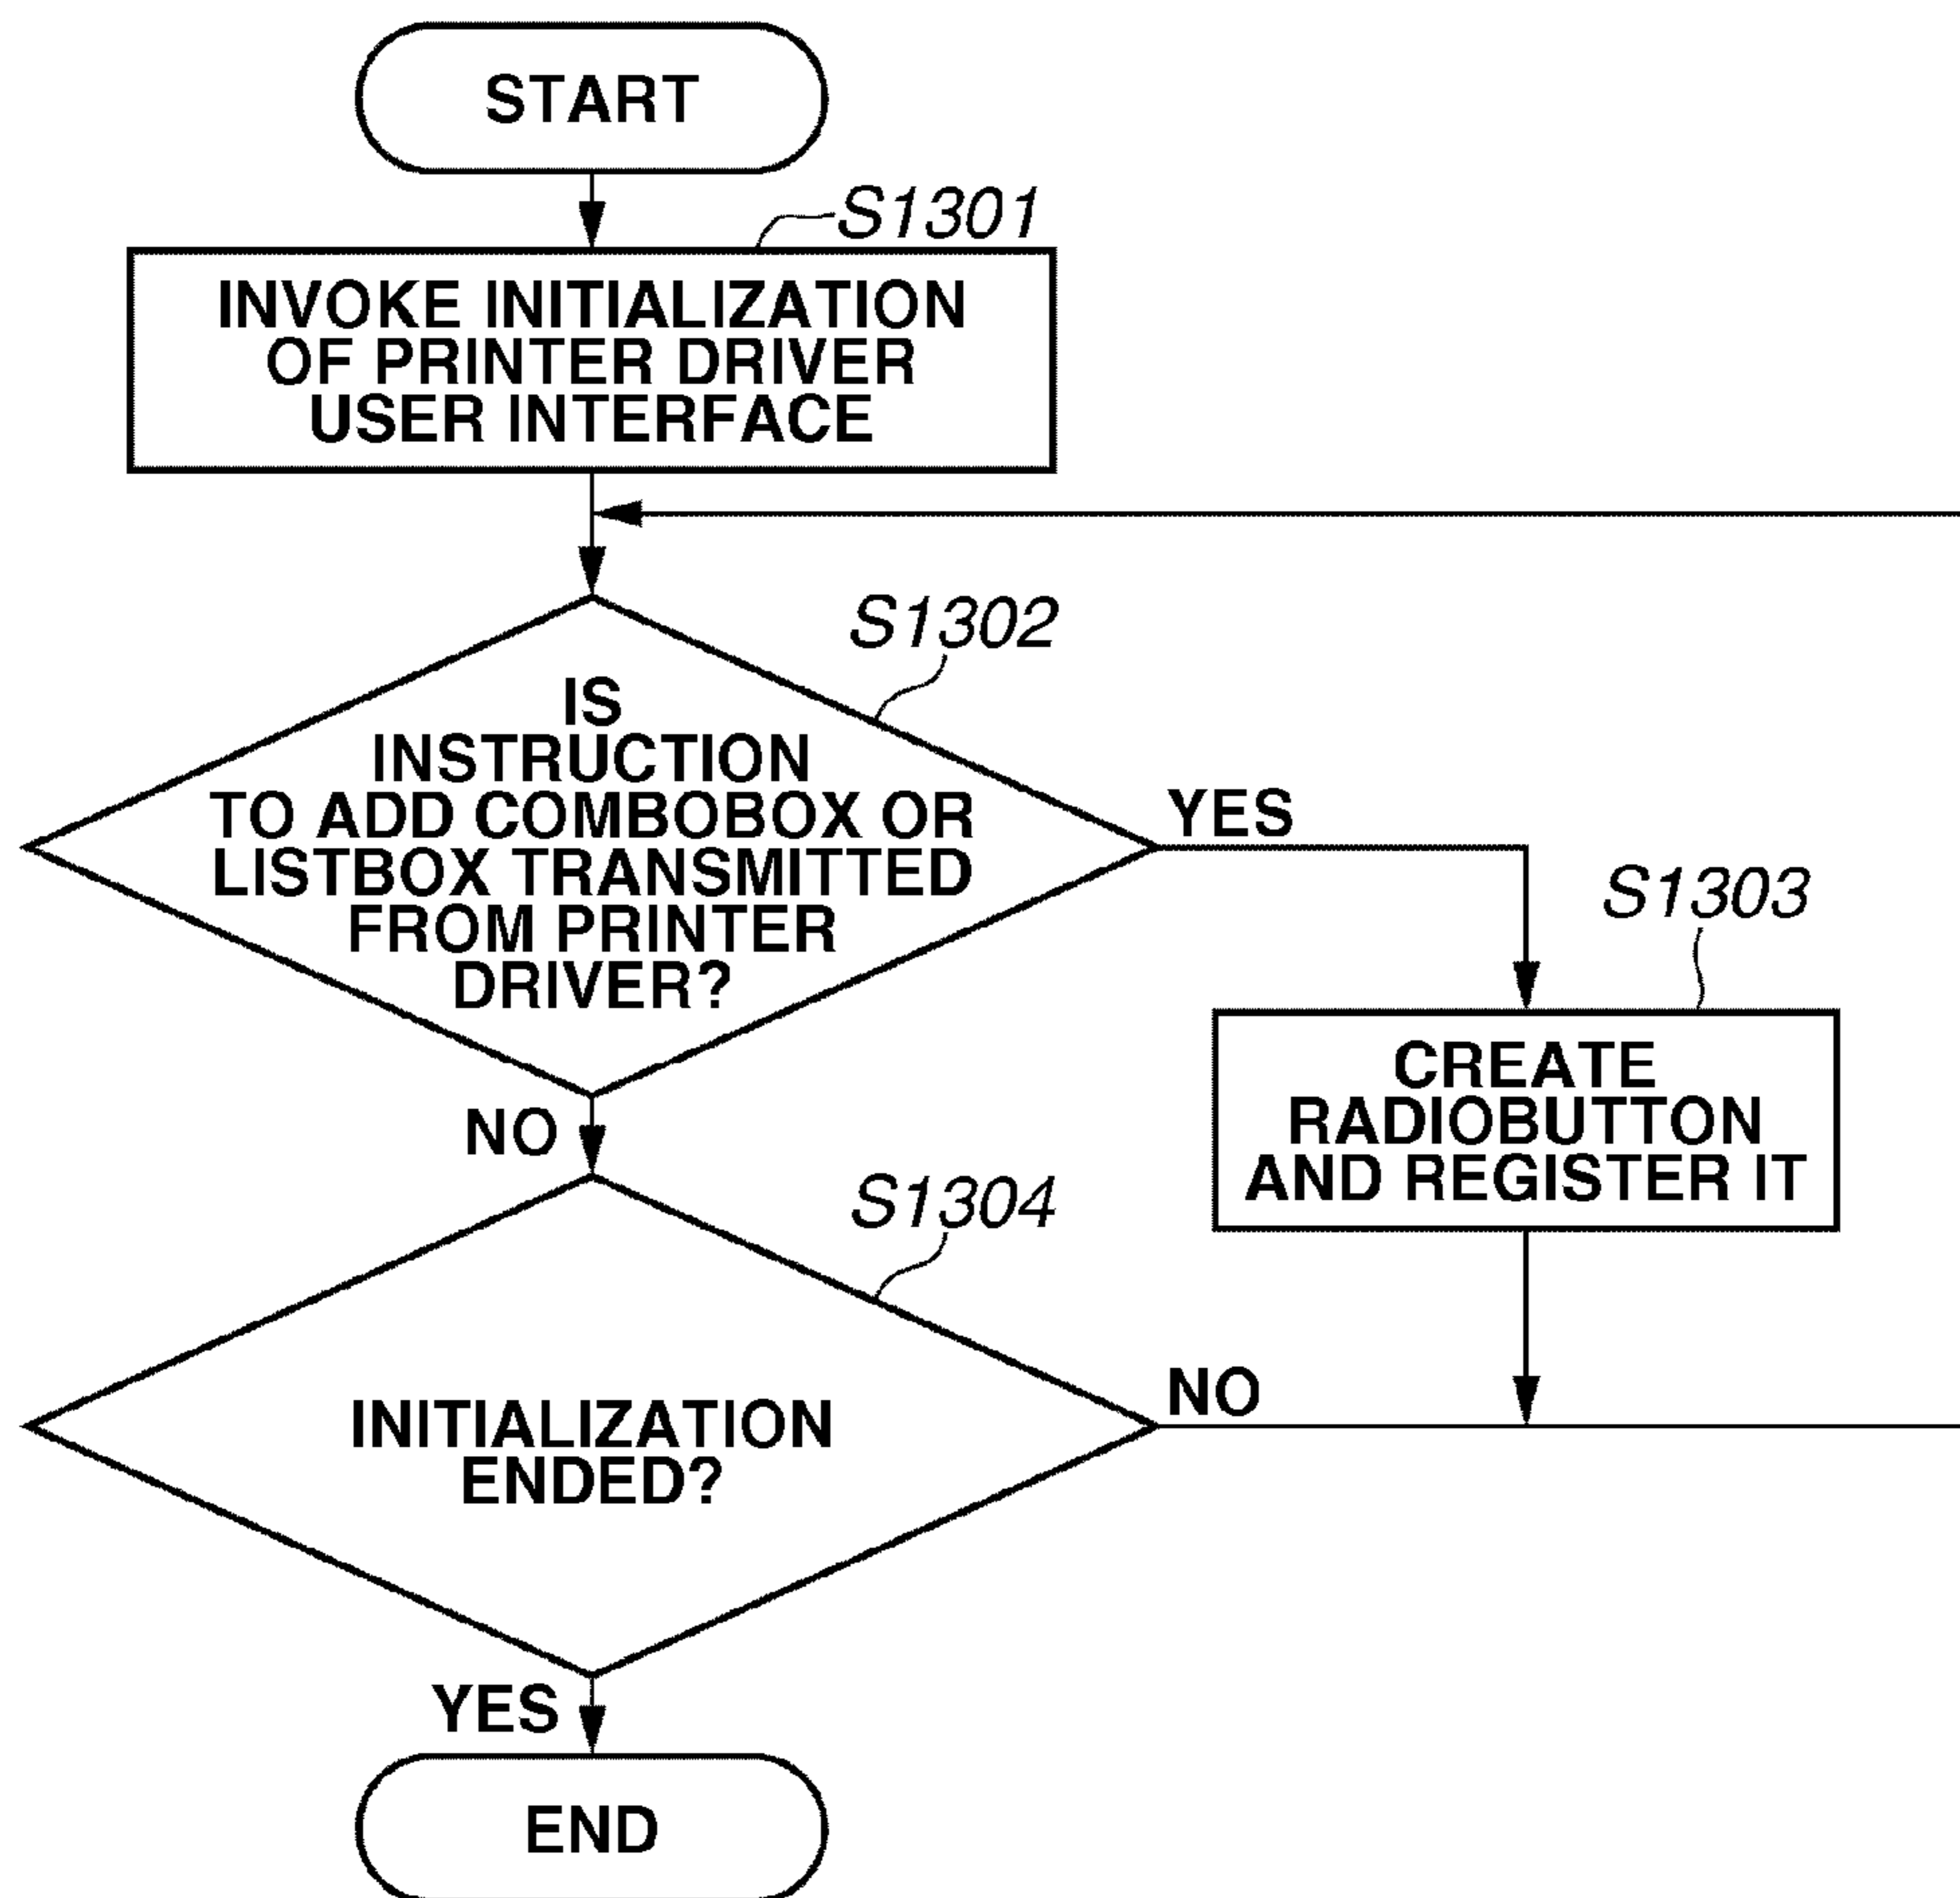 START
S1301
INVOKE INITIALIZATION
OF PRINTER DRIVER
USER INTERFACE
S1302
IS
INSTRUCTION
TO ADD COMBOBOX OR
LISTBOX TRANSMITTED
FROM PRINTER
DRIVER?
YES
S1303
CREATE
RADIOBUTTON
AND REGISTER IT
NO
S1304
INITIALIZATION
ENDED?
NO
YES
END